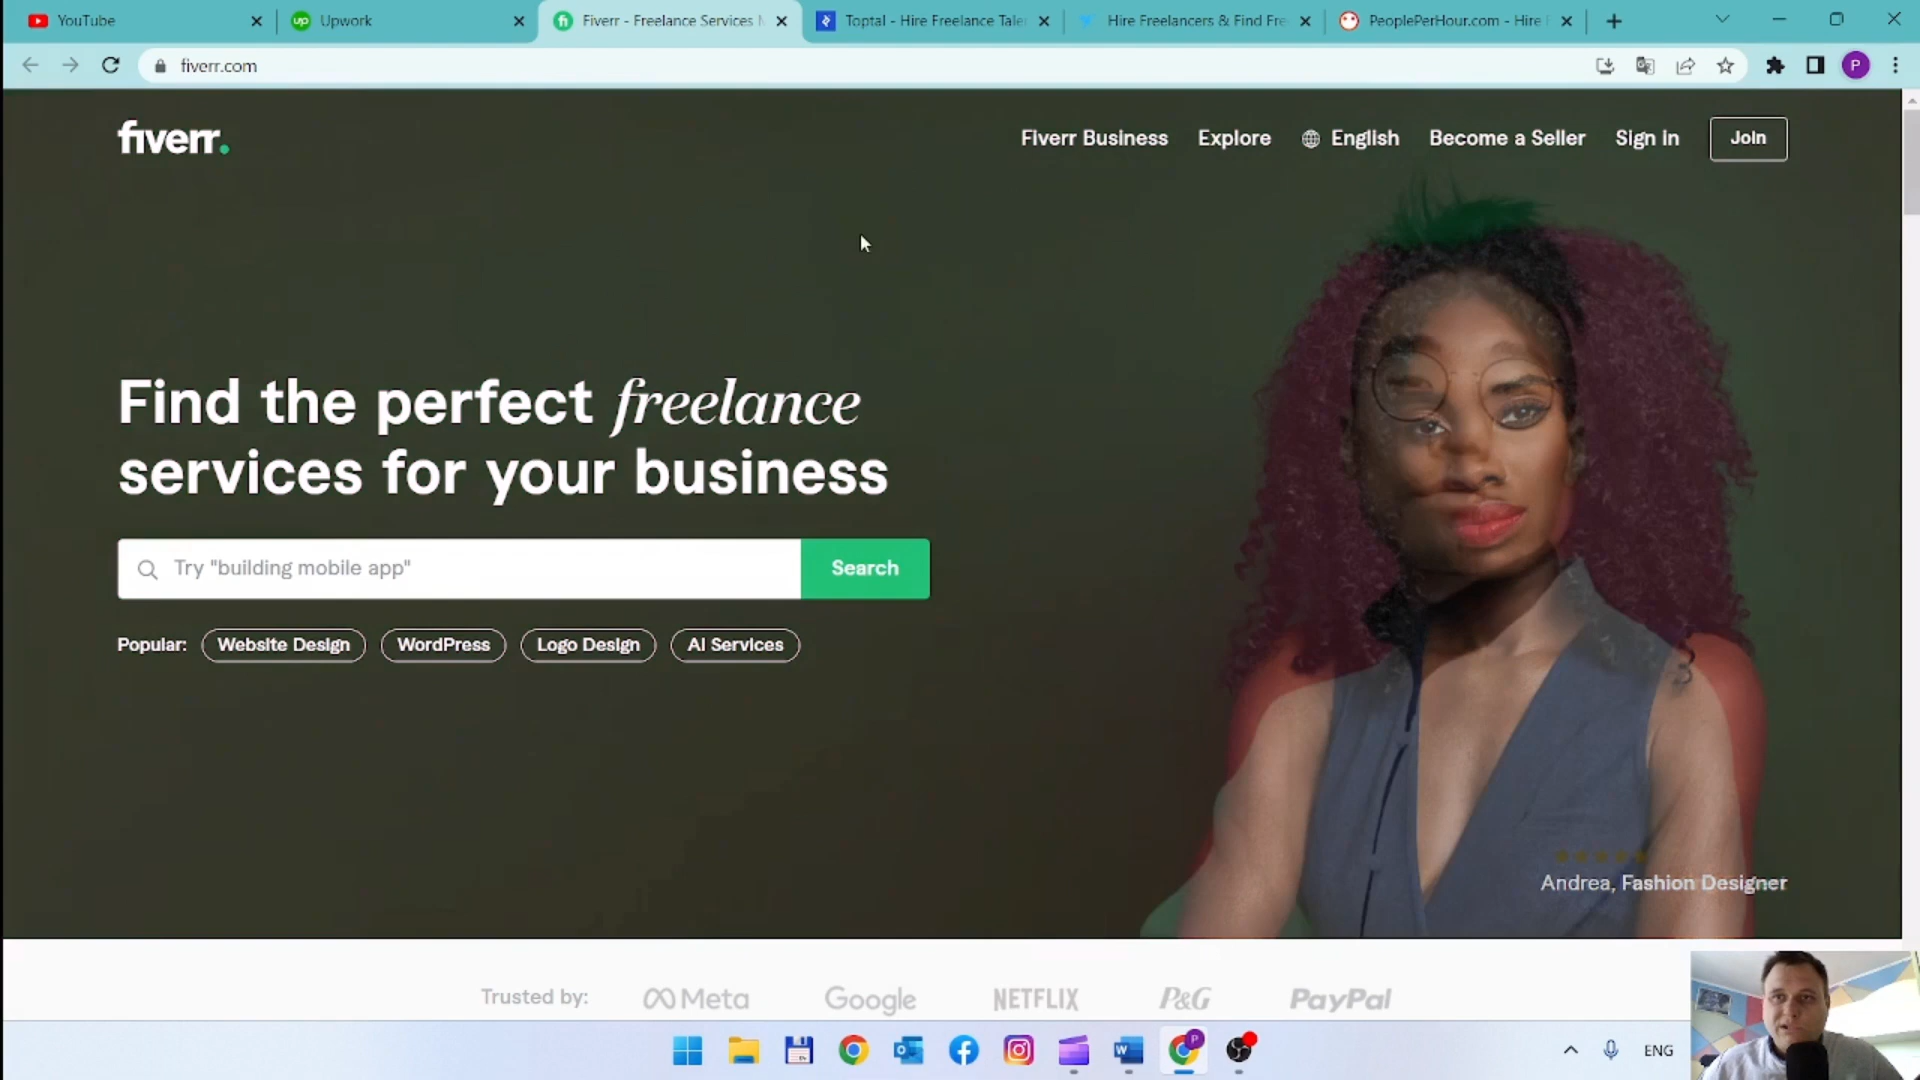 YouTube
Upwork
Fiverr - Freelance Services
Toptal - Hire Freelance Tale
Hire Freelancers & Find Fre
PeoplePerHour.com - Hire
fiverr.com
P
fiverr.
Fiverr Business
Explore
English
Become a Seller
Sign in
Join
Find the perfect freelance
services for your business
Try "building mobile app"
Search
Popular:
Website Design
WordPress
Logo Design
AI Services
Andrea, Fashion Designer
Trusted by:
Meta
Google
NETFLIX
P&G
PayPal
ENG